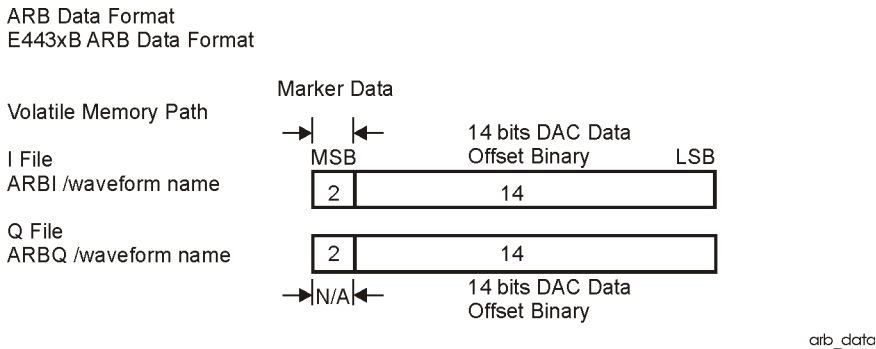 ARB Data Format
E443xB ARB Data Format
Marker Data
Volatile Memory Path
14 bits DAC Data
Offset Binary
I File
MSB
LSB
ARBI /waveform name
2
14
Q File
ARBQ /waveform name
2
14
N/A
14 bits DAC Data
Offset Binary
arb_data